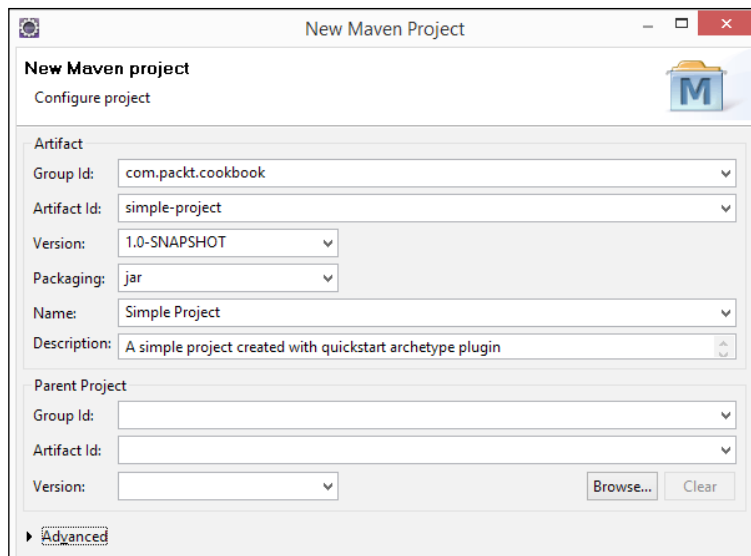 New Maven Project
New Maven project
Configure project
M
Artifact
Group Id: com.packt.cookbook
Artifact Id: simple-project
Version: 1.0-SNAPSHOT
Packaging: jar
Name: Simple Project
Description: A simple project created with quickstart archetype plugin
Parent Project
Group Id:
Artifact Id:
Version: Browse... Clear
Advanced